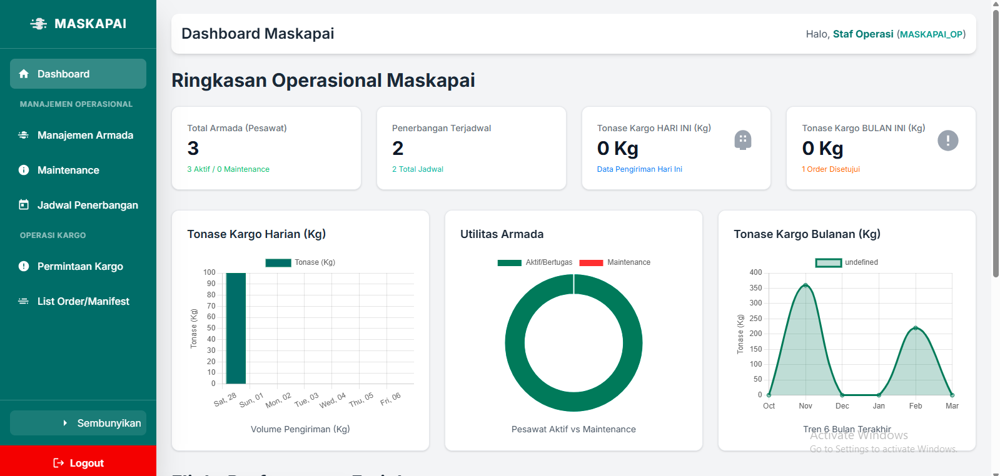 MASKAPAI
Dashboard
MANAJEMEN OPERASIONAL
Manajemen Armada
Maintenance
Jadwal Penerbangan
OPERASI KARGO
Permintaan Kargo
List Order/Manifest
Sembunyikan
Logout
Dashboard Maskapai
Halo, Staf Operasi (MASKAPAI_OP)
Ringkasan Operasional Maskapai
Total Armada (Pesawat)
3
3 Aktif / 0 Maintenance
Penerbangan Terjadwal
2
2 Total Jadwal
Tonase Kargo HARI INI (Kg)
0 Kg
Data Pengiriman Hari Ini
Tonase Kargo BULAN INI (Kg)
0 Kg
1 Order Disetujui
Tonase Kargo Harian (Kg)
Tonase (Kg)
100
90
80
70
60
50
40
30
20
10
0
Tonase (Kg)
Sat, 28
Sun, 01
Mon, 02
Tue, 03
Wed, 04
Thu, 05
Fri, 06
Volume Pengiriman (Kg)
Utilitas Armada
Aktif/Bertugas
Maintenance
Pesawat Aktif vs Maintenance
Tonase Kargo Bulanan (Kg)
undefined
400
350
300
250
200
150
100
50
0
Tonase (Kg)
Oct
Nov
Dec
Jan
Feb
Mar
Tren 6 Bulan Terakhir
Activate Windows
Go to Settings to activate Windows.